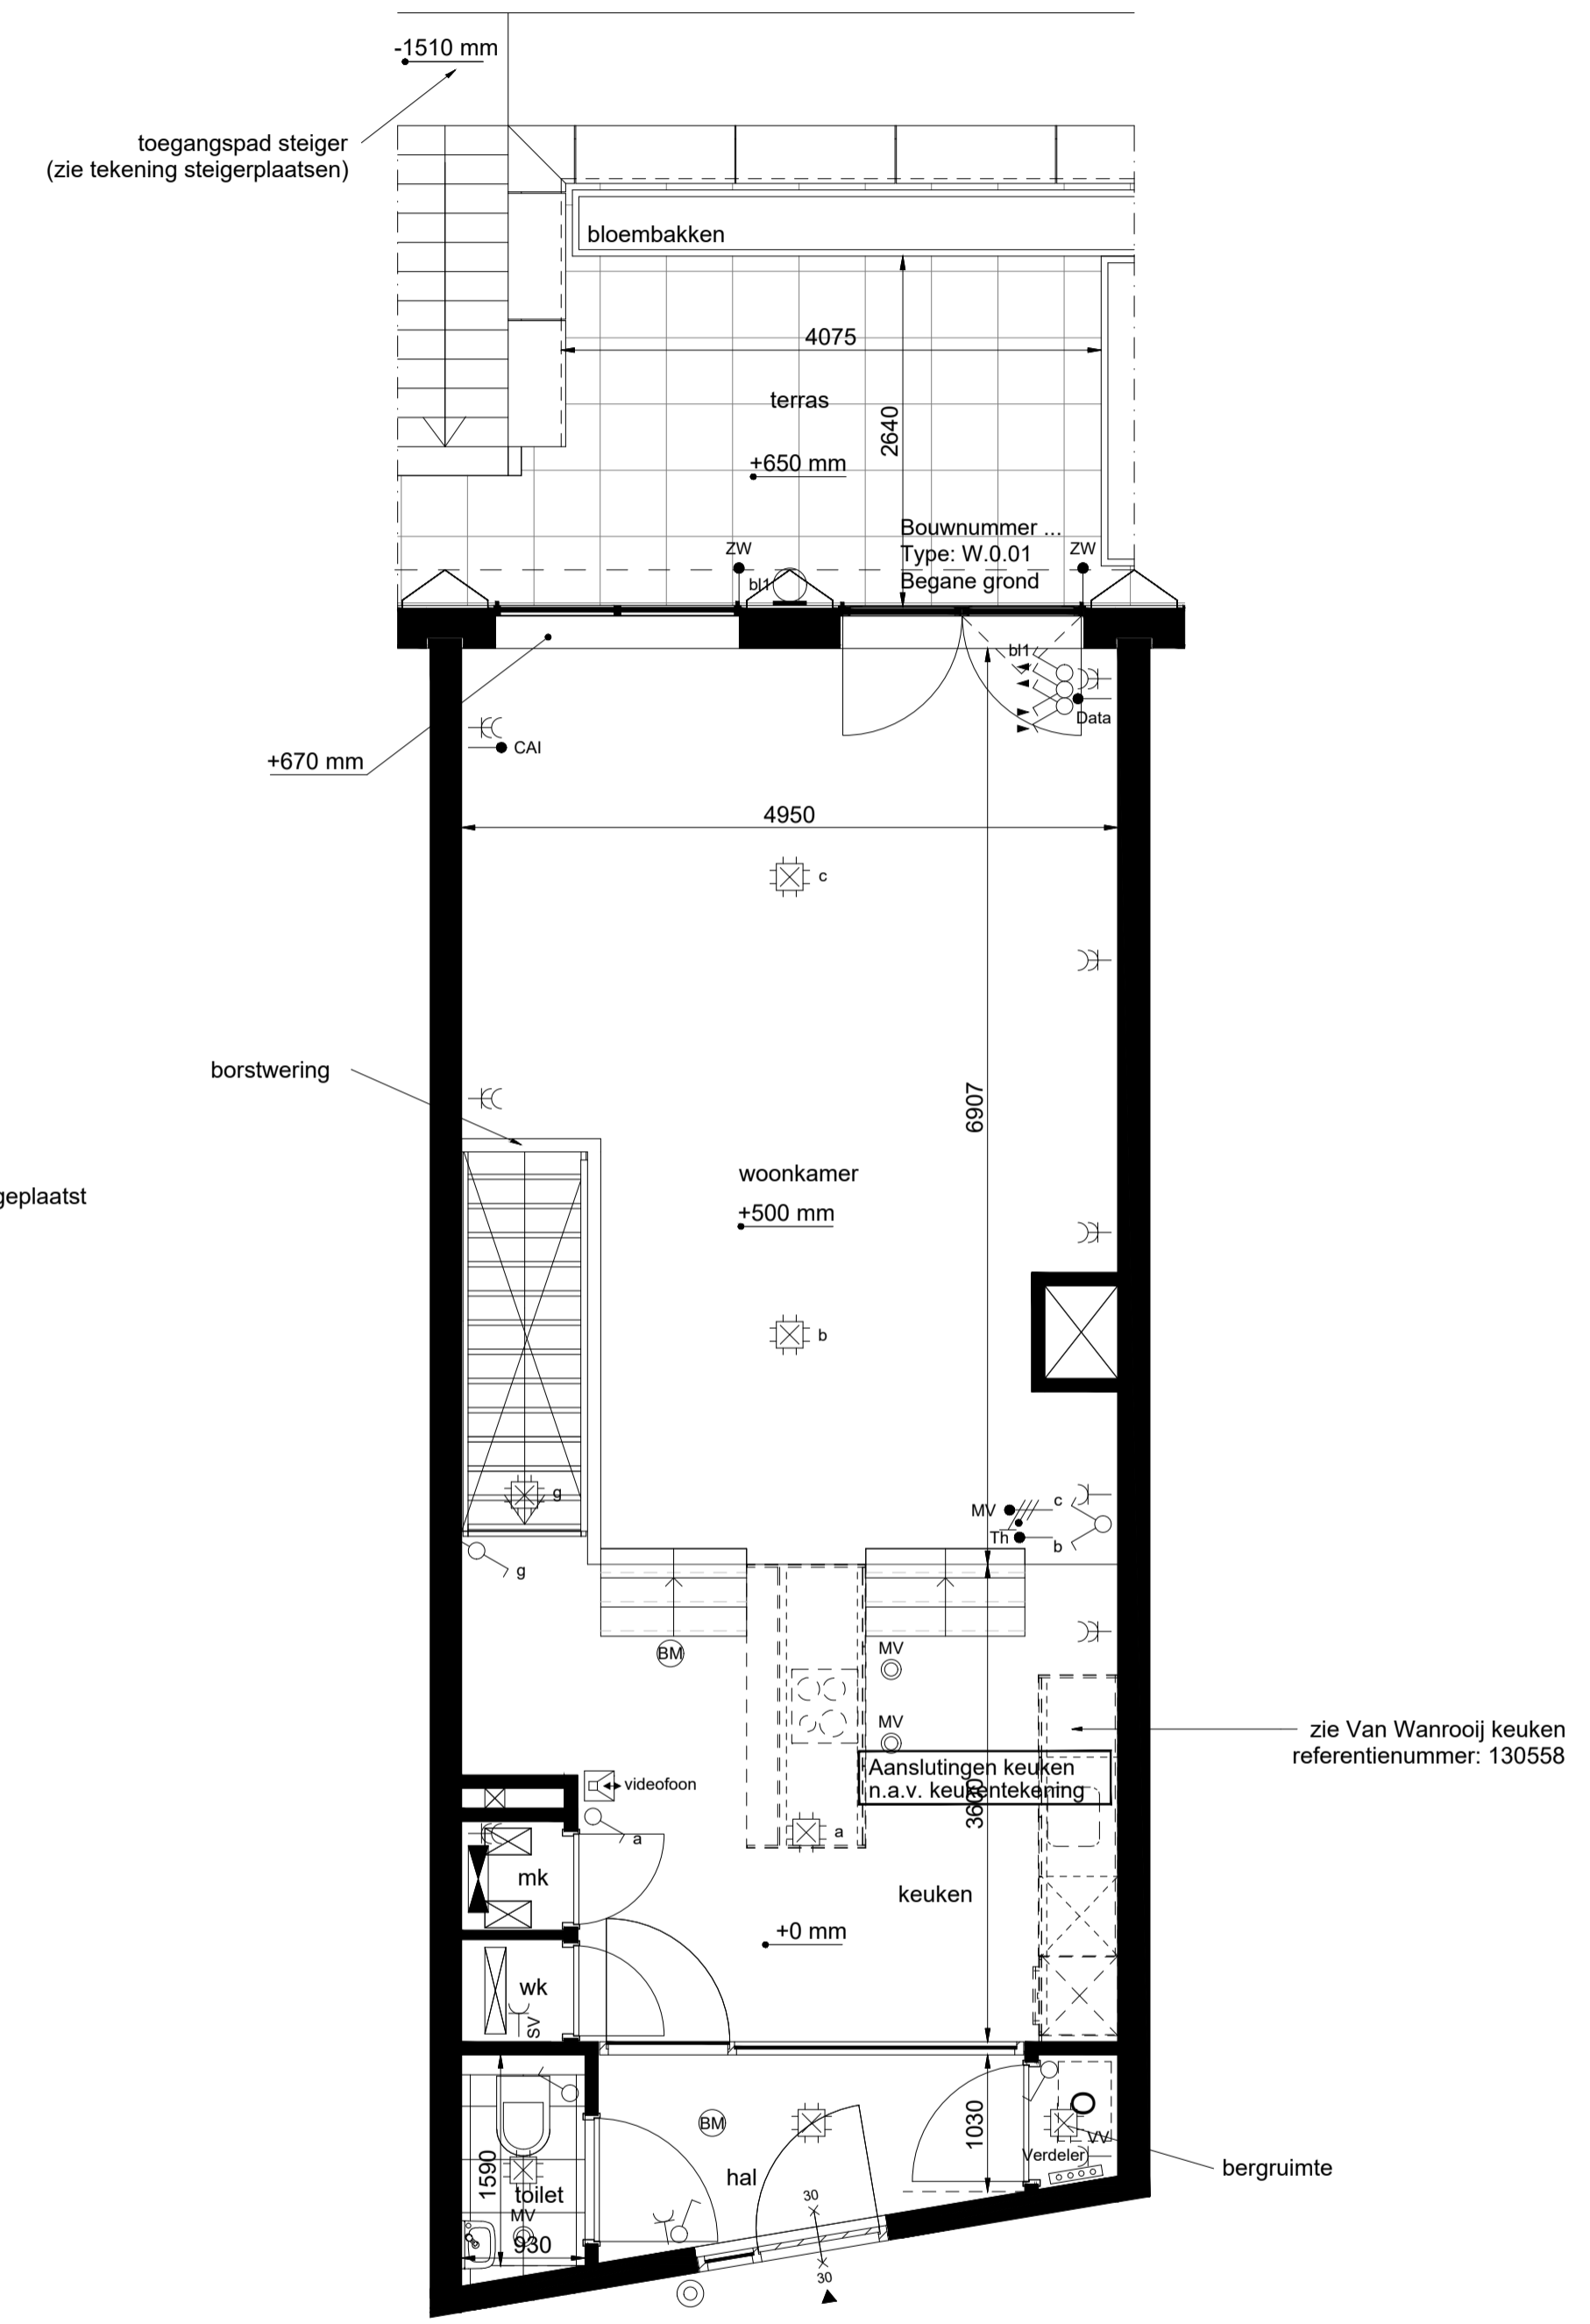 -1510 mm
toegangspad steiger
(zie tekening steigerplaatsen)
bloembakken
4075
terras
2640
+650 mm
Bouwnummer ...
Type: W.0.01
Begane grond
ZW
bl1
ZW
bl1
Data
CAI
+670 mm
4950
c
borstwering
6907
woonkamer
geplaatst
+500 mm
b
g
MV
c
Th
b
g
BM
MV
MV
zie Van Wanrooij keuken
referentienummer: 130558
Aanslutingen keuken
n.a.v. keukentekening
videofoon
3600
a
a
mk
keuken
+0 mm
wk
SV
BM
1030
1590
hal
toilet
MV
930
VV
Verdeler
bergruimte
30
30